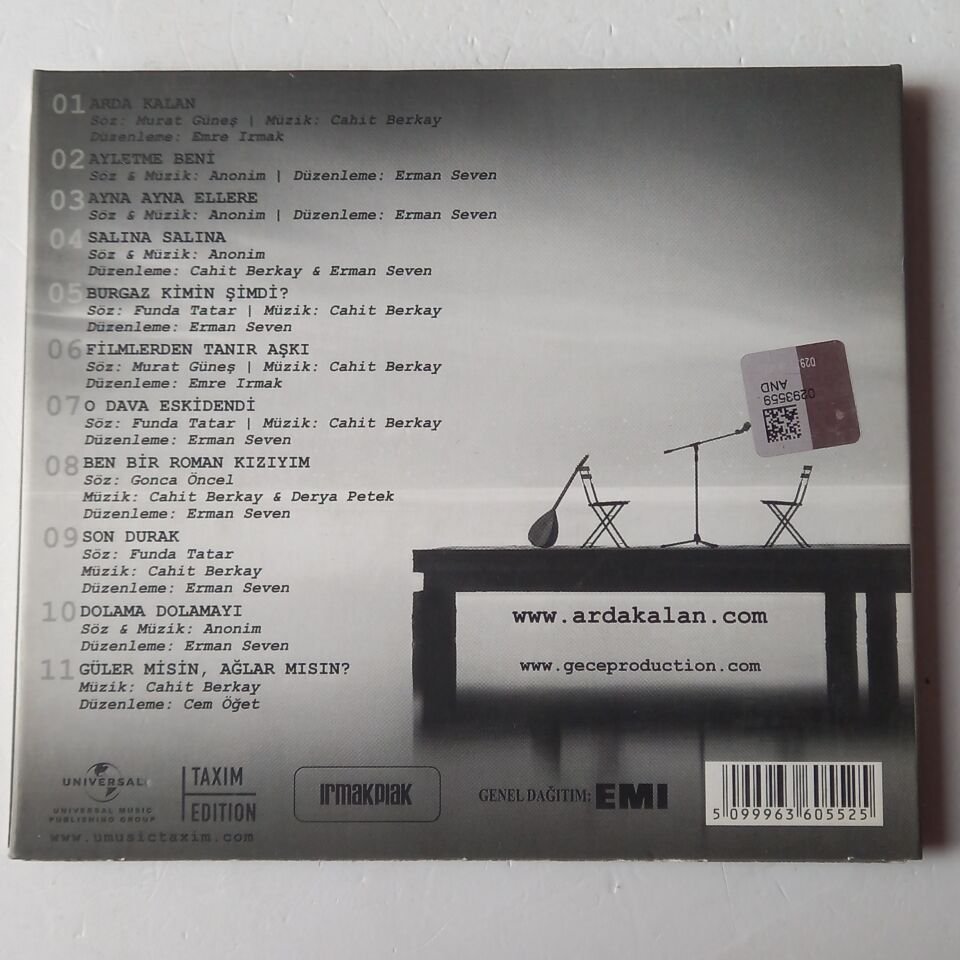 01 ARDA KALAN
Söz: Murat Güneş | Müzik: Cahit Berkay
Düzenleme: Emre Irmak
02 AYLETME BENİ
Söz & Müzik: Anonim | Düzenleme: Erman Seven
03 AYNA AYNA ELLERE
Söz & Müzik: Anonim | Düzenleme: Erman Seven
04 SALINA SALINA
Söz & Müzik: Anonim
Düzenleme: Cahit Berkay & Erman Seven
05 BURGAZ KİMİN ŞİMDİ?
Söz: Funda Tatar | Müzik: Cahit Berkay
Düzenleme: Erman Seven
06 FİLMLERDEN TANIR AŞKI
Söz: Murat Güneş | Müzik: Cahit Berkay
Düzenleme: Emre Irmak
07 O DAVA ESKİDENDİ
Söz: Funda Tatar | Müzik: Cahit Berkay
Düzenleme: Erman Seven
08 BEN BİR ROMAN KIZIYIM
Söz: Gonca Öncel
Müzik: Cahit Berkay & Derya Petek
Düzenleme: Erman Seven
09 SON DURAK
Söz: Funda Tatar
Müzik: Cahit Berkay
Düzenleme: Erman Seven
10 DOLAMA DOLAMAYI
Söz & Müzik: Anonim
Düzenleme: Erman Seven
11 GÜLER MİSİN, AĞLAR MISIN?
Müzik: Cahit Berkay
Düzenleme: Cem Öğet
029
0293559
AND
www.ardakalan.com
www.geceproduction.com
UNIVERSAL
UNIVERSAL MUSIC
PUBLISHING GROUP
www.umusictaxim.com
TAXIM
EDITION
ırmakplak
GENEL DAĞITIM: EMI
5 099963 605525